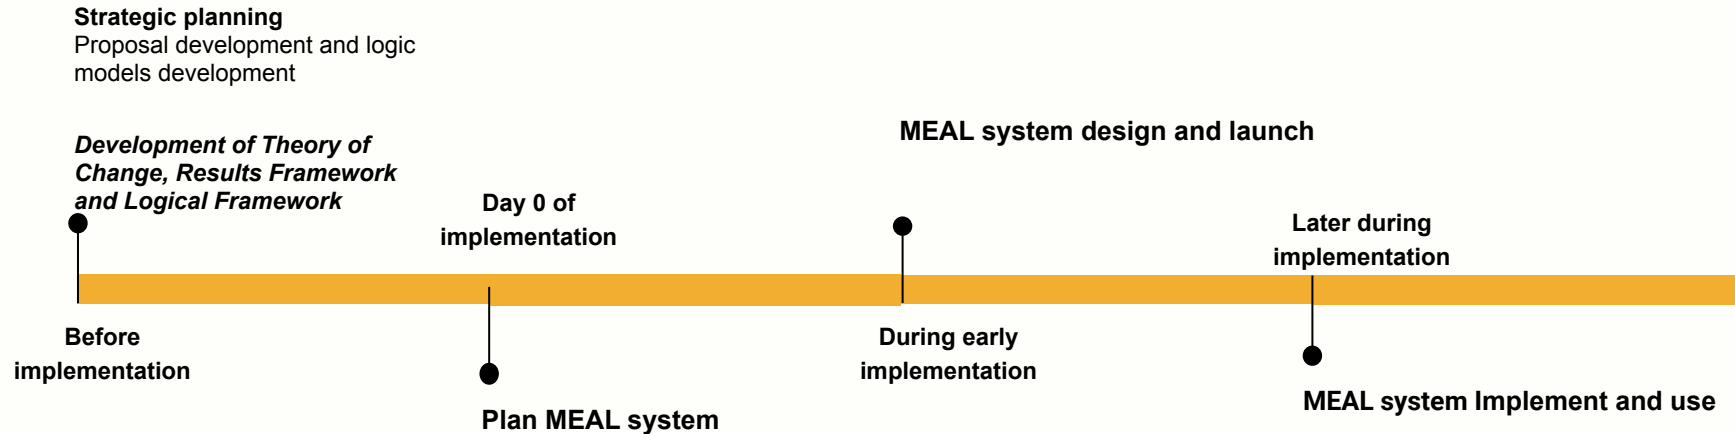 Strategic planning
Proposal development and logic
models development
Development of Theory of
Change, Results Framework
and Logical Framework
Before
implementation
Day 0 of
implementation
Plan MEAL system
MEAL system design and launch
During early
implementation
Later during
implementation
MEAL system Implement and use